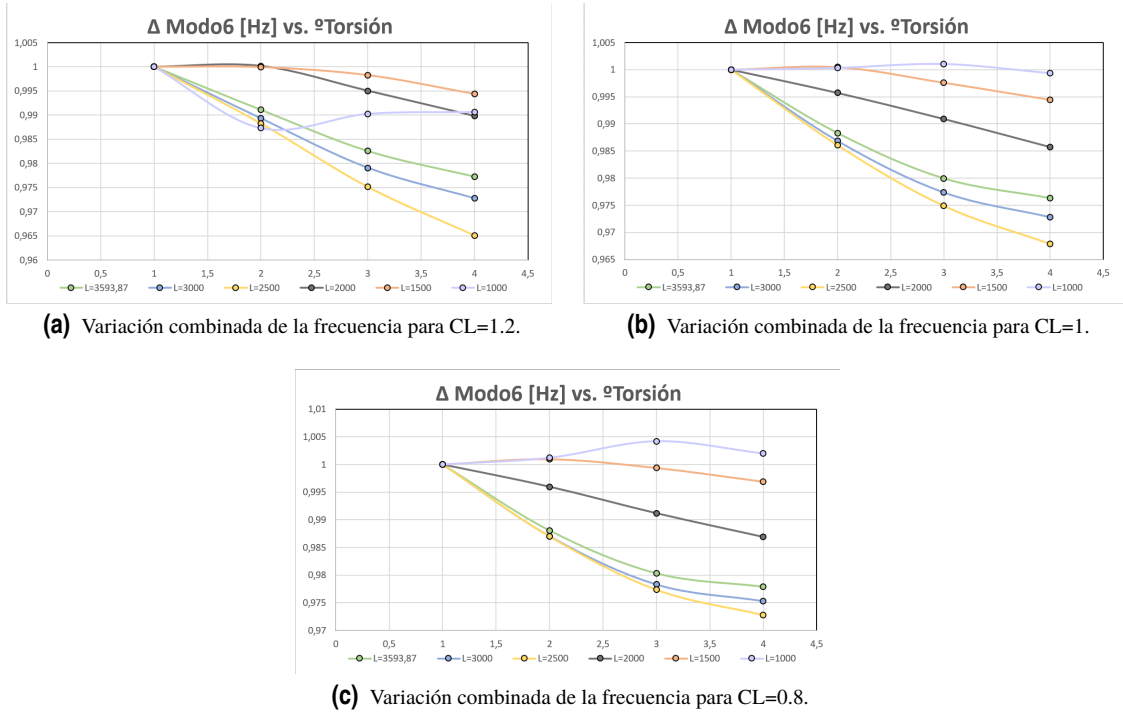 Δ Modo6 [Hz] vs. ºTorsión
1,005
1
0,995
0,99
0,985
0,98
0,975
0,97
0,965
0,96
0 0,5 1 1,5 2 2,5 3 3,5 4 4,5
L=3593,87 L=3000 L=2500 L=2000 L=1500 L=1000
(a) Variación combinada de la frecuencia para CL=1.2.
Δ Modo6 [Hz] vs. ºTorsión
1,005
1
0,995
0,99
0,985
0,98
0,975
0,97
0,965
0 0,5 1 1,5 2 2,5 3 3,5 4 4,5
L=3593,87 L=3000 L=2500 L=2000 L=1500 L=1000
(b) Variación combinada de la frecuencia para CL=1.
Δ Modo6 [Hz] vs. ºTorsión
1,01
1,005
1
0,995
0,99
0,985
0,98
0,975
0,97
0 0,5 1 1,5 2 2,5 3 3,5 4 4,5
L=3593,87 L=3000 L=2500 L=2000 L=1500 L=1000
(c) Variación combinada de la frecuencia para CL=0.8.